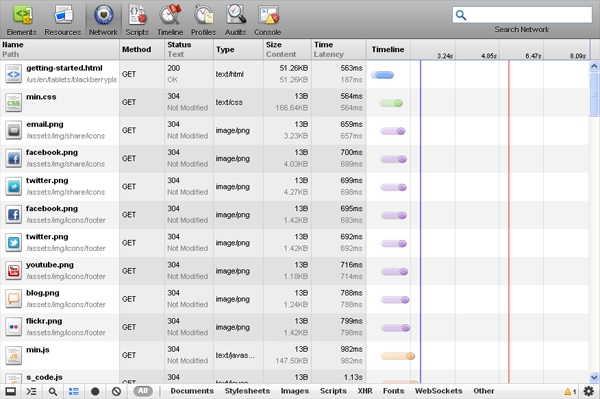 Elements Resources Network Scripts Timeline Profiles Audits Console
Search Network
Name Method Status Type Size Time Timeline
Path Text Content Latency 3.24s 4.85s 6.47s 8.09s
getting-started.html GET 200 text/html 51.26KB 563ms
/us/en/tablets/blackberrypla OK 51.26KB 187ms
min.css GET 304 text/css 13B 564ms
Not Modified 166.64KB 564ms
email.png GET 304 image/png 13B 659ms
/assets/img/share/icons Not Modified 3.23KB 657ms
facebook.png GET 304 image/png 13B 700ms
/assets/img/share/icons Not Modified 4.03KB 699ms
twitter.png GET 304 image/png 13B 699ms
/assets/img/share/icons Not Modified 4.27KB 698ms
facebook.png GET 304 image/png 13B 695ms
/assets/img/icons/footer Not Modified 1.42KB 693ms
twitter.png GET 304 image/png 13B 692ms
/assets/img/icons/footer Not Modified 1.42KB 692ms
youtube.png GET 304 image/png 13B 716ms
/assets/img/icons/footer Not Modified 1.18KB 714ms
blog.png GET 304 image/png 13B 788ms
/assets/img/icons/footer Not Modified 1.24KB 788ms
flickr.png GET 304 image/png 13B 799ms
/assets/img/icons/footer Not Modified 1.42KB 798ms
min.js GET 304 text/javas... 13B 982ms
Not Modified 147.50KB 982ms
s_code.js GET 304 13B 1.13s
All Documents Stylesheets Images Scripts XHR Fonts WebSockets Other 1